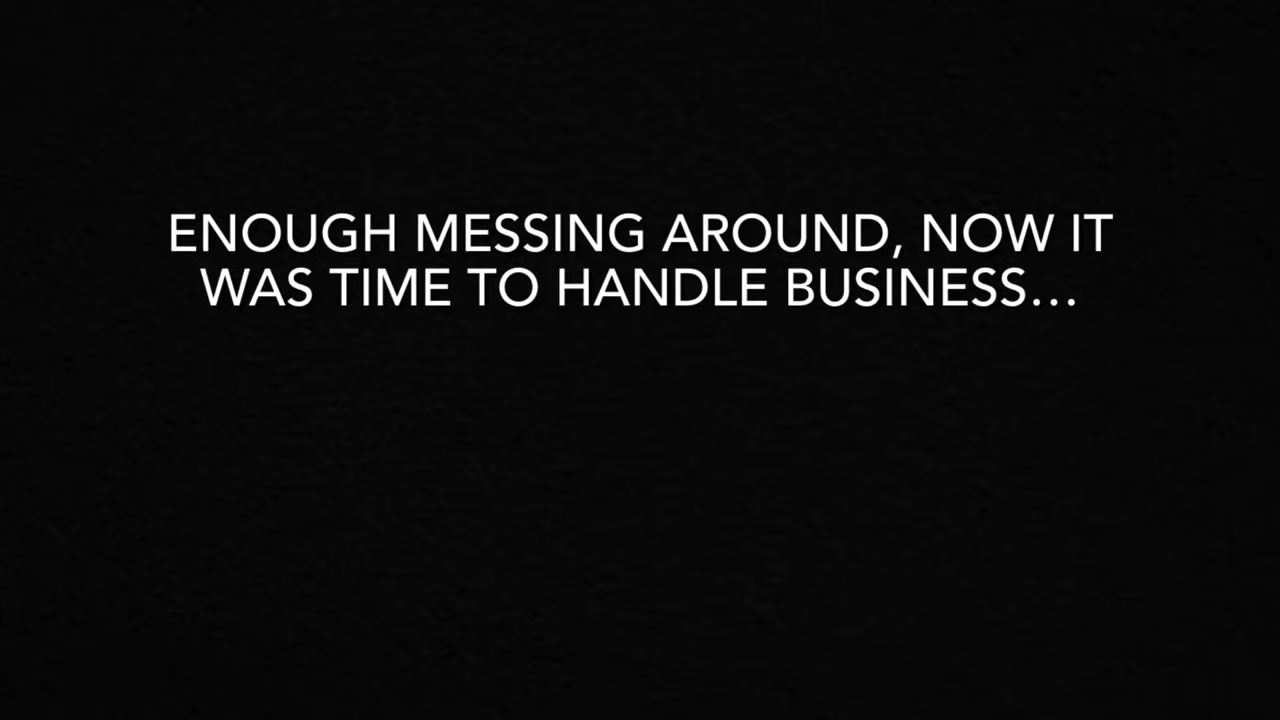 ENOUGH MESSING AROUND, NOW IT
WAS TIME TO HANDLE BUSINESS…